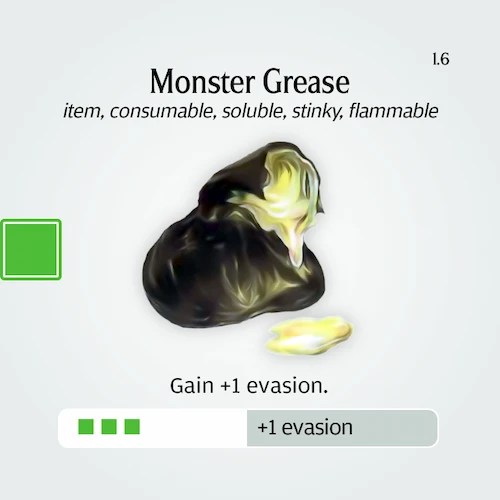 1.6
Monster Grease
item, consumable, soluble, stinky, flammable
Gain +1 evasion.
+1 evasion